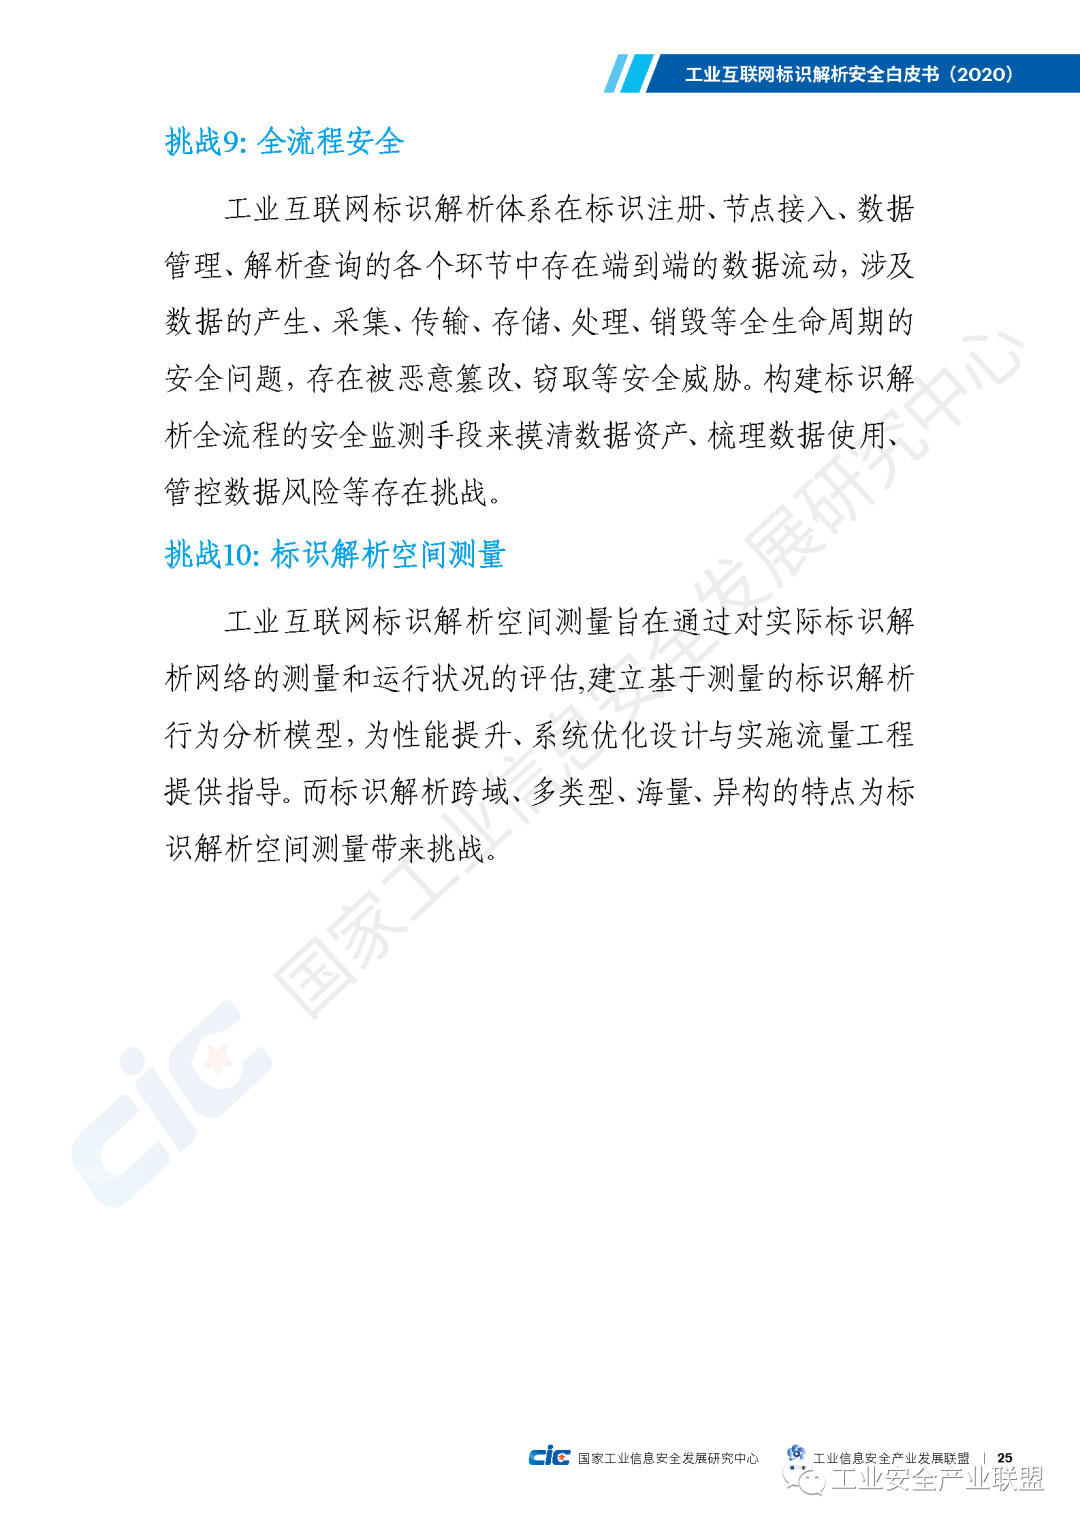 工业互联网标识解析安全白皮书（2020）
挑战9: 全流程安全
工业互联网标识解析体系在标识注册、节点接入、数据
管理、解析查询的各个环节中存在端到端的数据流动，涉及
数据的产生、采集、传输、存储、处理、销毁等全生命周期的
安全问题，存在被恶意篡改、窃取等安全威胁。构建标识解
析全流程的安全监测手段来摸清数据资产、梳理数据使用、
管控数据风险等存在挑战。
挑战10: 标识解析空间测量
工业互联网标识解析空间测量旨在通过对实际标识解
析网络的测量和运行状况的评估,建立基于测量的标识解析
行为分析模型，为性能提升、系统优化设计与实施流量工程
提供指导。而标识解析跨域、多类型、海量、异构的特点为标
识解析空间测量带来挑战。
国家工业信息安全发展研究中心
CIC
CIC 国家工业信息安全发展研究中心 工业信息安全产业发展联盟 | 25
工业安全产业联盟